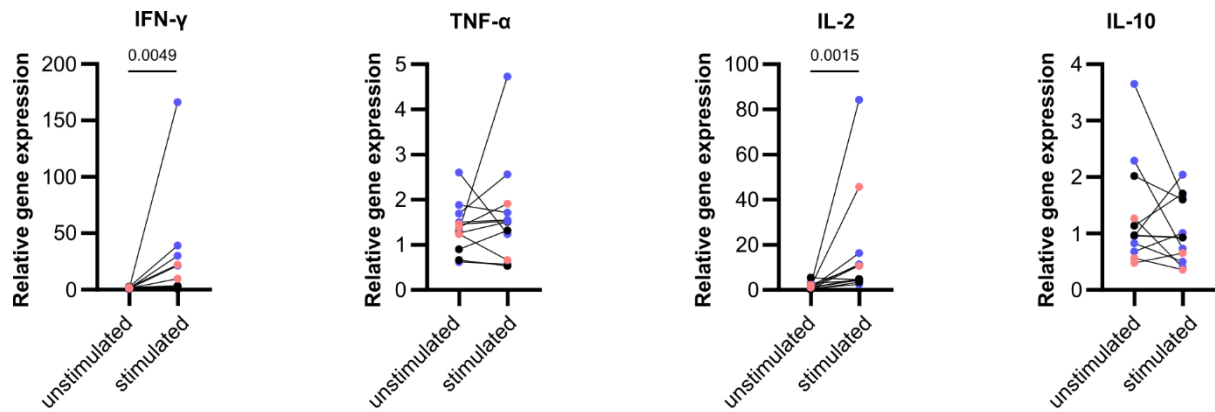 IFN-γ
0.0049
Relative gene expression
200
150
100
50
0
unstimulated
stimulated
TNF-α
Relative gene expression
5
4
3
2
1
0
unstimulated
stimulated
IL-2
0.0015
Relative gene expression
100
80
60
40
20
0
unstimulated
stimulated
IL-10
Relative gene expression
4
3
2
1
0
unstimulated
stimulated